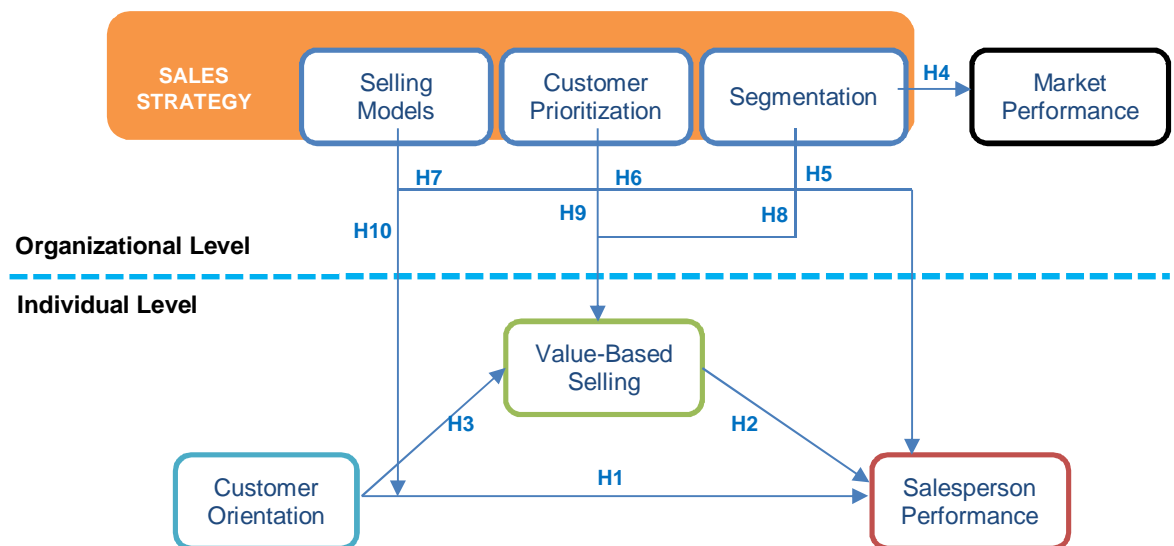 SALES
STRATEGY
Selling
Models
Customer
Prioritization
Segmentation
H4
Market
Performance
H7
H6
H5
H10
H9
H8
Organizational Level
Individual Level
Value-Based
Selling
H3
H2
H1
Customer
Orientation
Salesperson
Performance